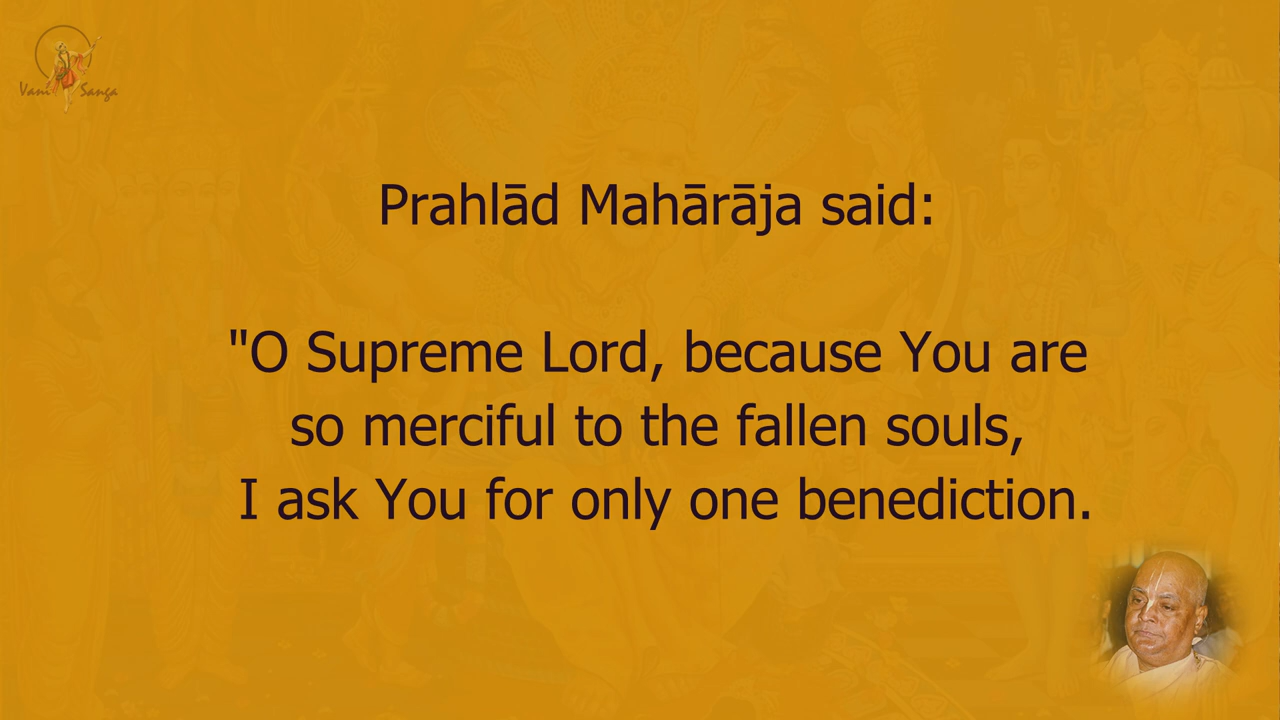 Vani Sanga
Prahlād Mahārāja said:
"O Supreme Lord, because You are
so merciful to the fallen souls,
I ask You for only one benediction.